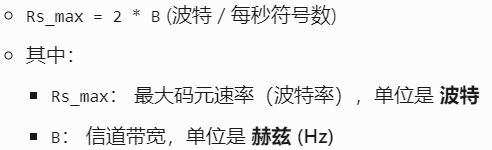 Rs_max = 2 * B (波特 / 每秒符号数)
其中：
Rs_max： 最大码元速率（波特率），单位是 波特
B： 信道带宽，单位是 赫兹 (Hz)